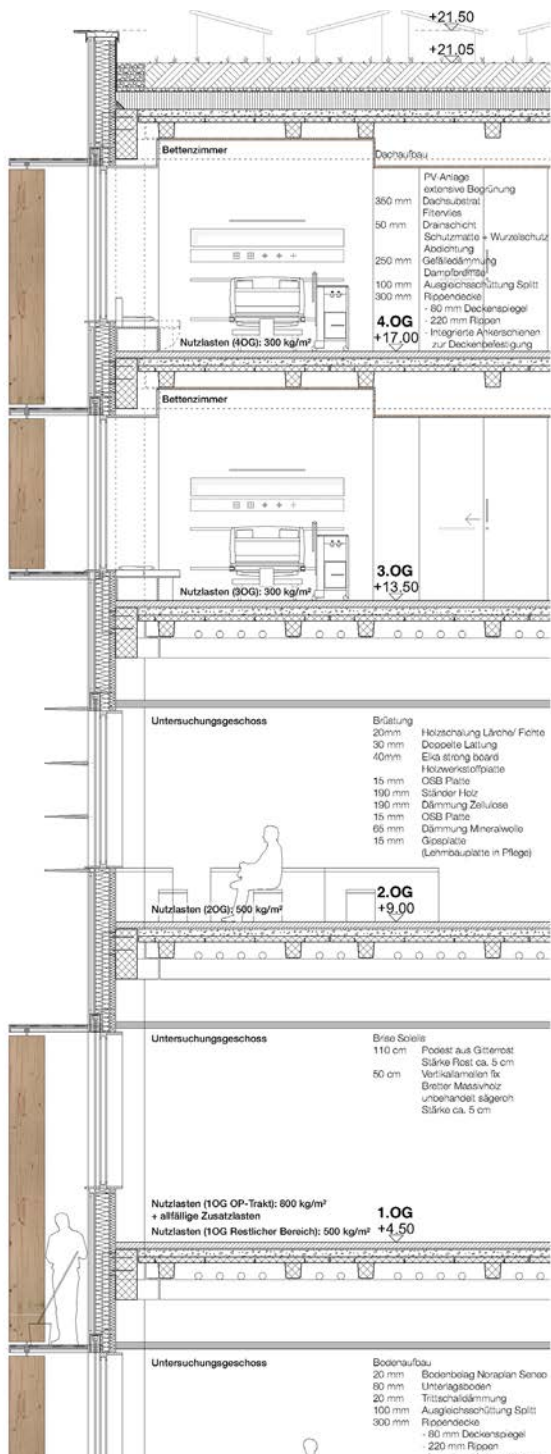 +21.50
+21.05
Bettenzimmer
Dachaufbau
PV-Anlage
extensive Begrünung
350 mm Dachsubstrat
Filtervlies
50 mm Drainschicht
Schutzmatte + Wurzelschutz
Abdichtung
250 mm Gefälledämmung
Dampfbremse
100 mm Ausgleichsschüttung Splitt
300 mm Rippendecke
- 80 mm Deckenspiegel
- 220 mm Rippen
- Integrierte Ankerschienen
zur Deckenbefestigung
4.OG
+17.00
Nutzlasten (4OG): 300 kg/m²
Bettenzimmer
3.OG
+13.50
Nutzlasten (3OG): 300 kg/m²
Untersuchungsgeschoss
Brüstung
20mm Holzschalung Lärche/ Fichte
30 mm Doppelte Lattung
40mm Elka strong board
Holzwerkstoffplatte
15 mm OSB Platte
190 mm Ständer Holz
190 mm Dämmung Zellulose
15 mm OSB Platte
65 mm Dämmung Mineralwolle
15 mm Gipsplatte
(Lehmbauplatte in Pflege)
2.OG
+9.00
Nutzlasten (2OG): 500 kg/m²
Untersuchungsgeschoss
Brise Soleils
110 cm Podest aus Gitterrost
Stärke Rost ca. 5 cm
50 cm Vertikallamellen fix
Bretter Massivholz
unbehandelt sägeroh
Stärke ca. 5 cm
Nutzlasten (1OG OP-Trakt): 800 kg/m²
+ allfällige Zusatzlasten
Nutzlasten (1OG Restlicher Bereich): 500 kg/m²
1.OG
+4.50
Untersuchungsgeschoss
Bodenaufbau
20 mm Bodenbelag Noraplan Senso
80 mm Unterlagsboden
20 mm Trittschalldämmung
100 mm Ausgleichsschüttung Splitt
300 mm Rippendecke
- 80 mm Deckenspiegel
- 220 mm Rippen